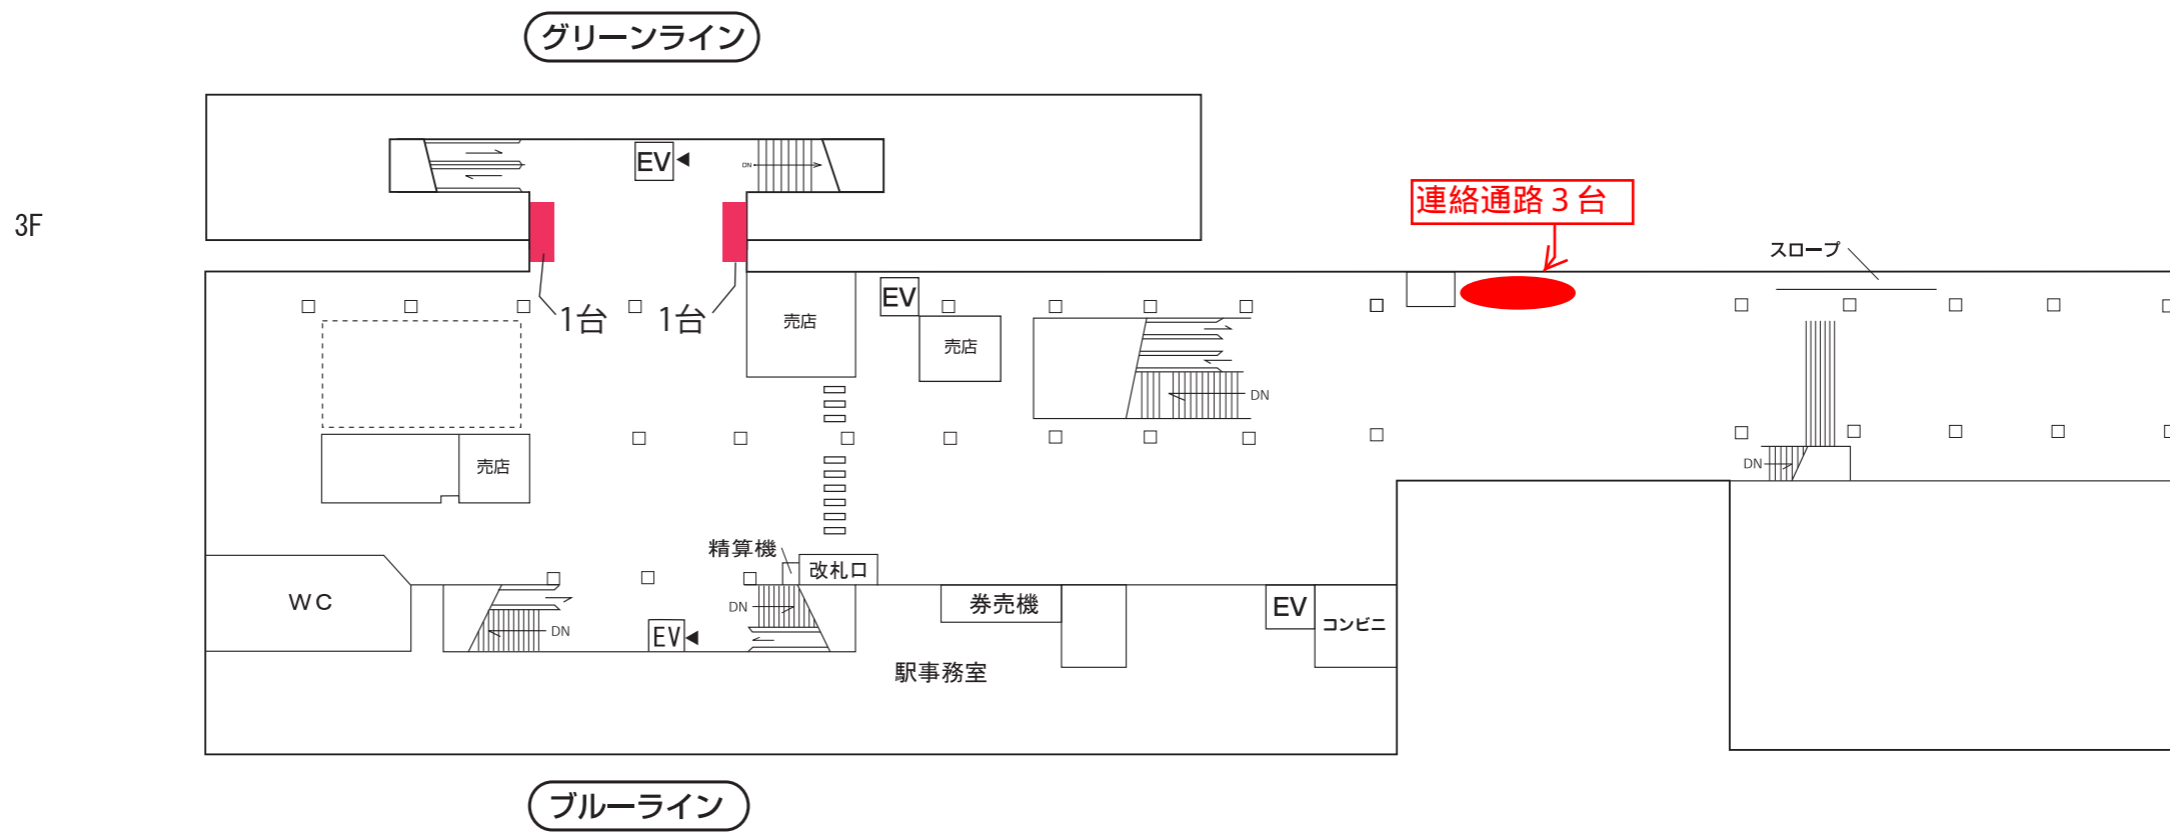 グリーンライン
EV
DN
3F
連絡通路３台
スロープ
1台
1台
売店
EV
売店
DN
売店
DN
精算機
改札口
WC
DN
EV
DN
券売機
EV
コンビニ
駅事務室
ブルーライン